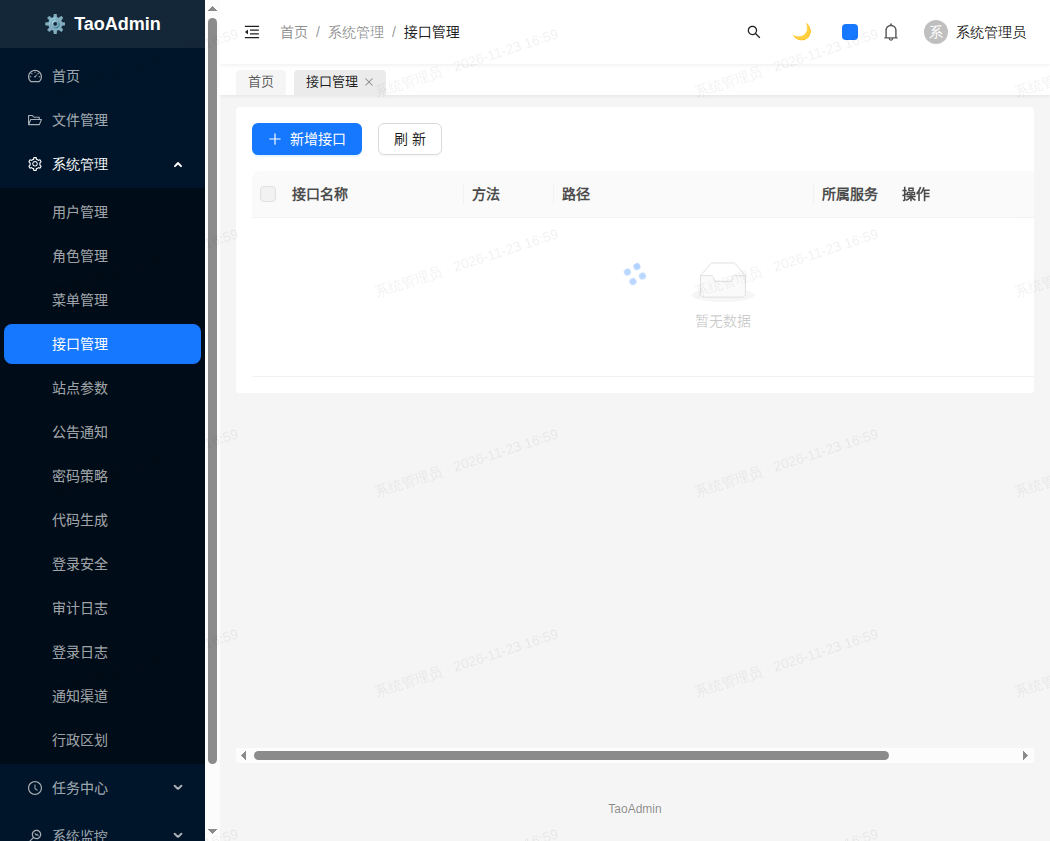 TaoAdmin
首页 / 系统管理 / 接口管理
系统管理员
首页
文件管理
系统管理
用户管理
角色管理
菜单管理
接口管理
站点参数
公告通知
密码策略
代码生成
登录安全
审计日志
登录日志
通知渠道
行政区划
任务中心
系统监控
首页 接口管理
新增接口 刷 新
接口名称 方法 路径 所属服务 操作
暂无数据
系统管理员 2026-11-23 16:59
TaoAdmin